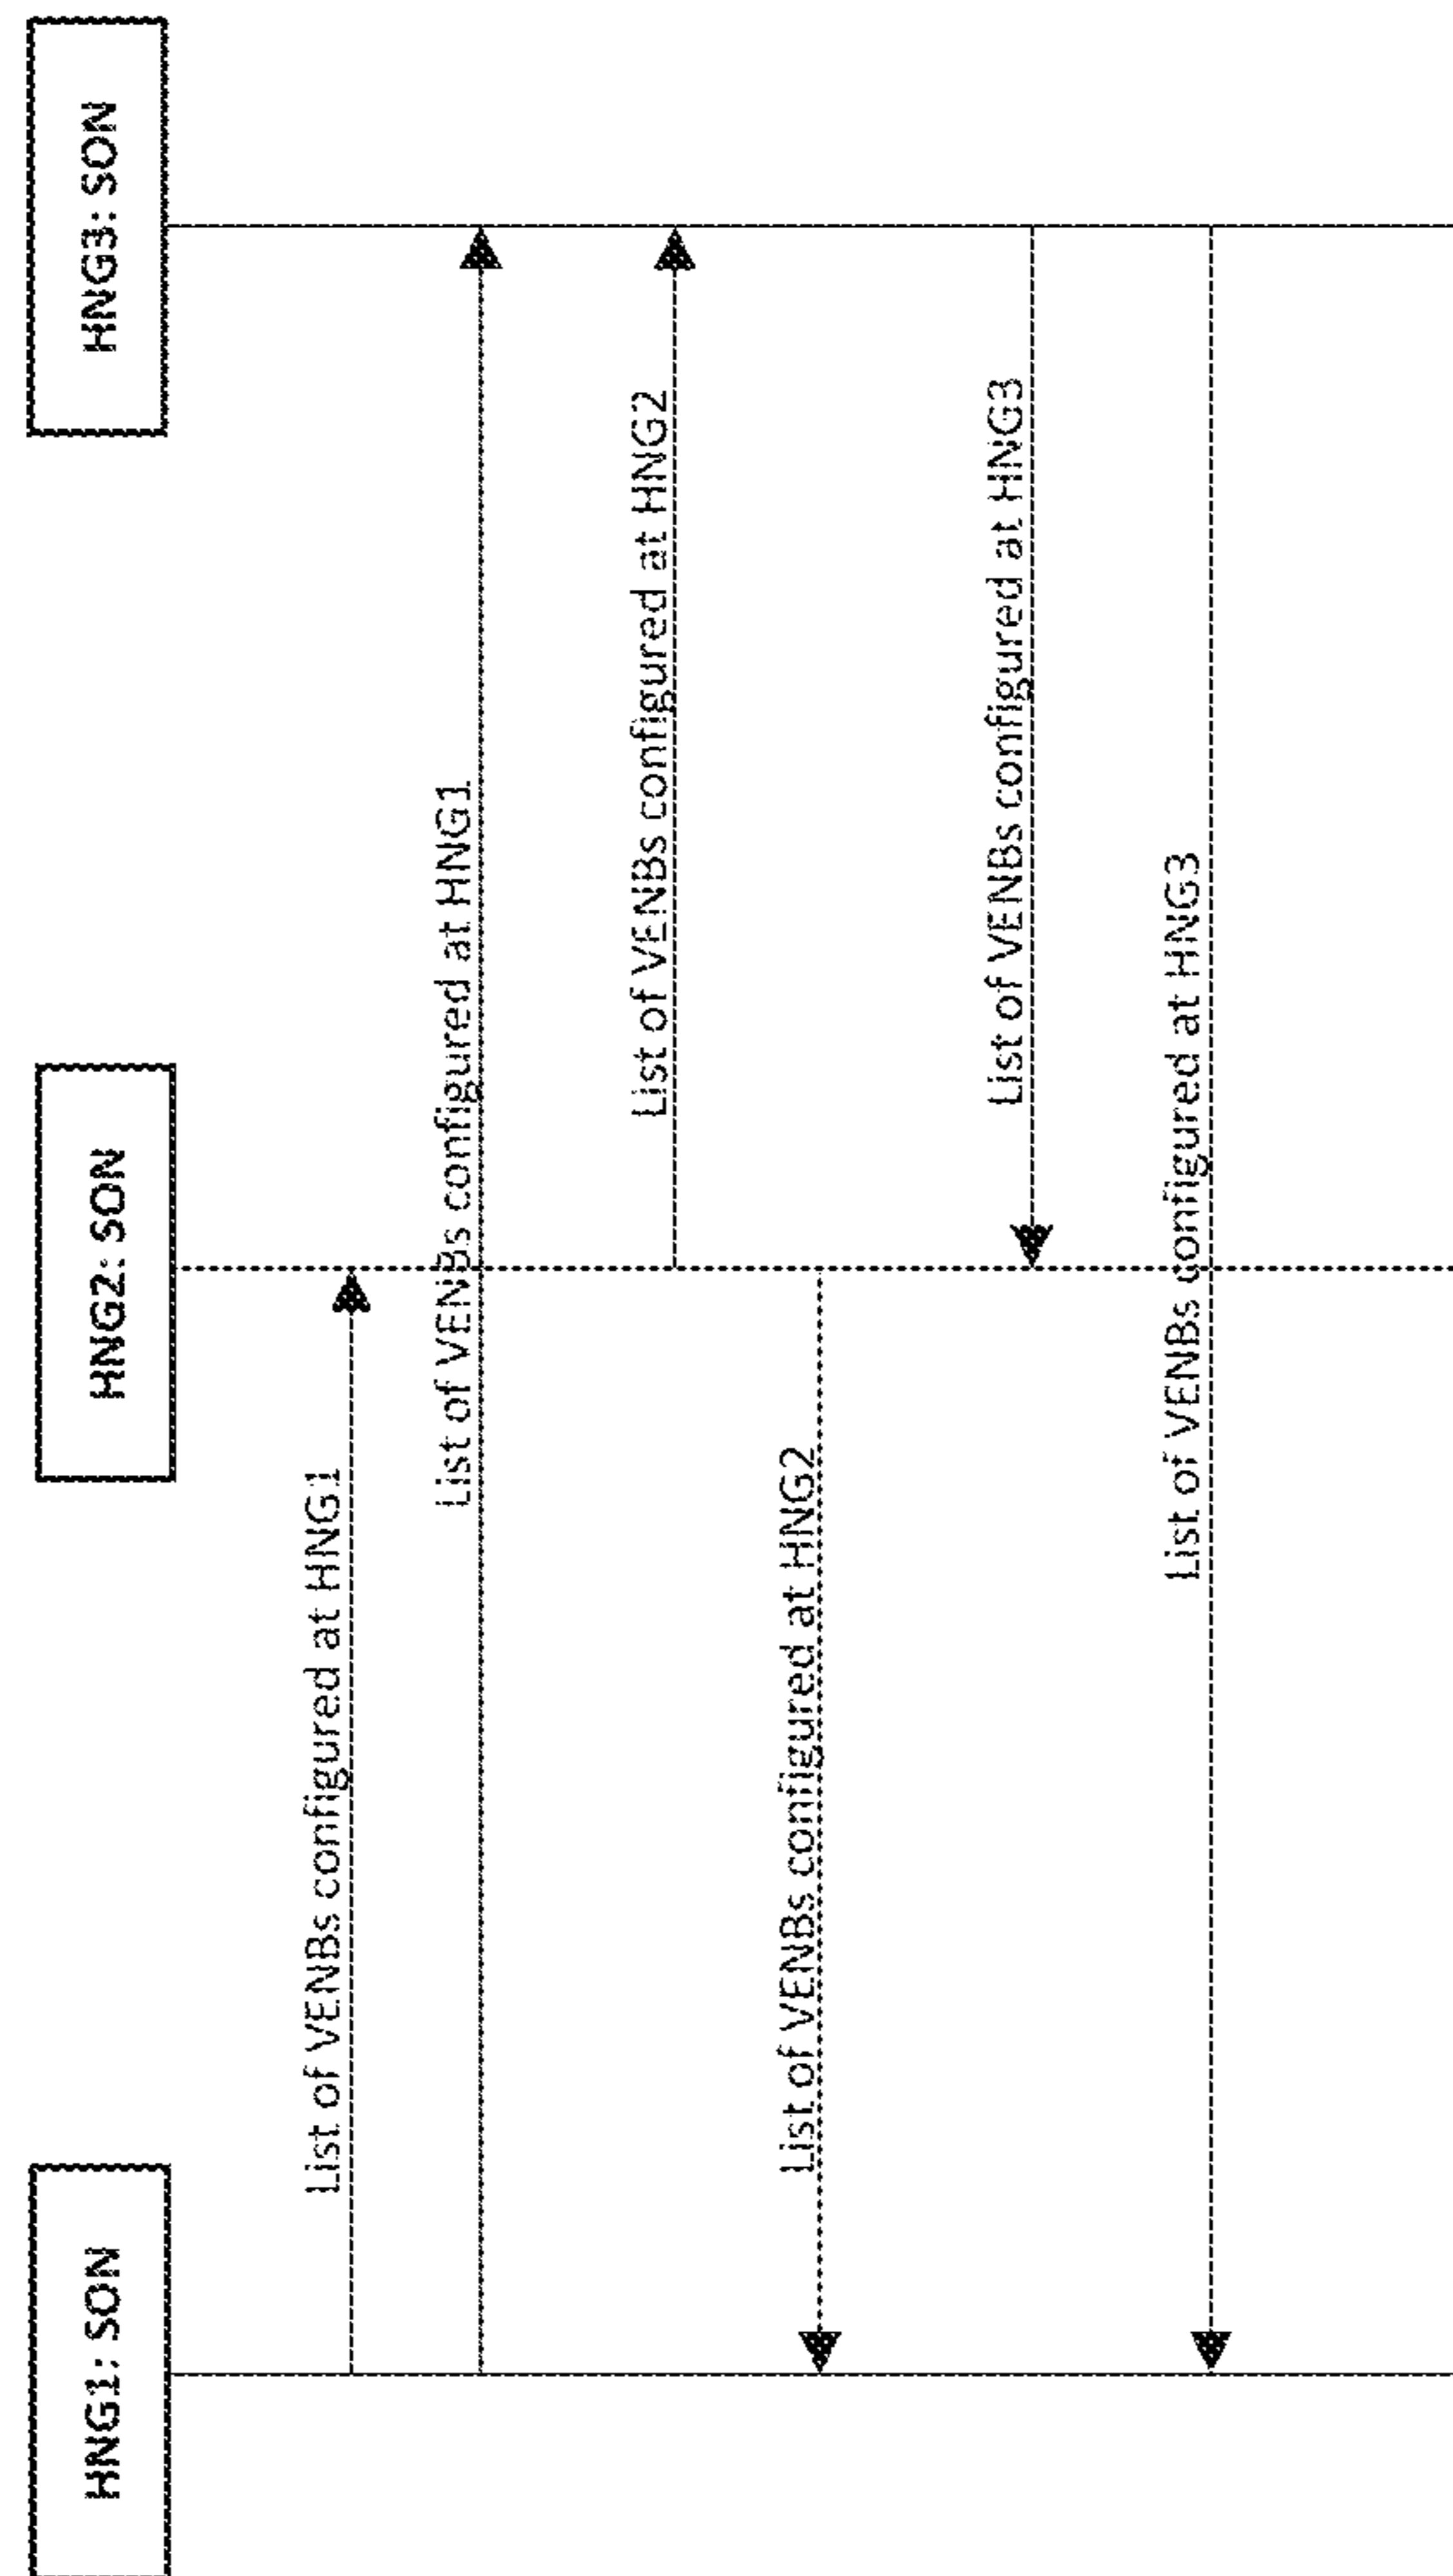 HNG1: SON
HNG2: SON
HNG3: SON
List of VENBs configured at HNG1
List of VENBs configured at HNG1
List of VENBs configured at HNG2
List of VENBs configured at HNG2
List of VENBs configured at HNG3
List of VENBs configured at HNG3